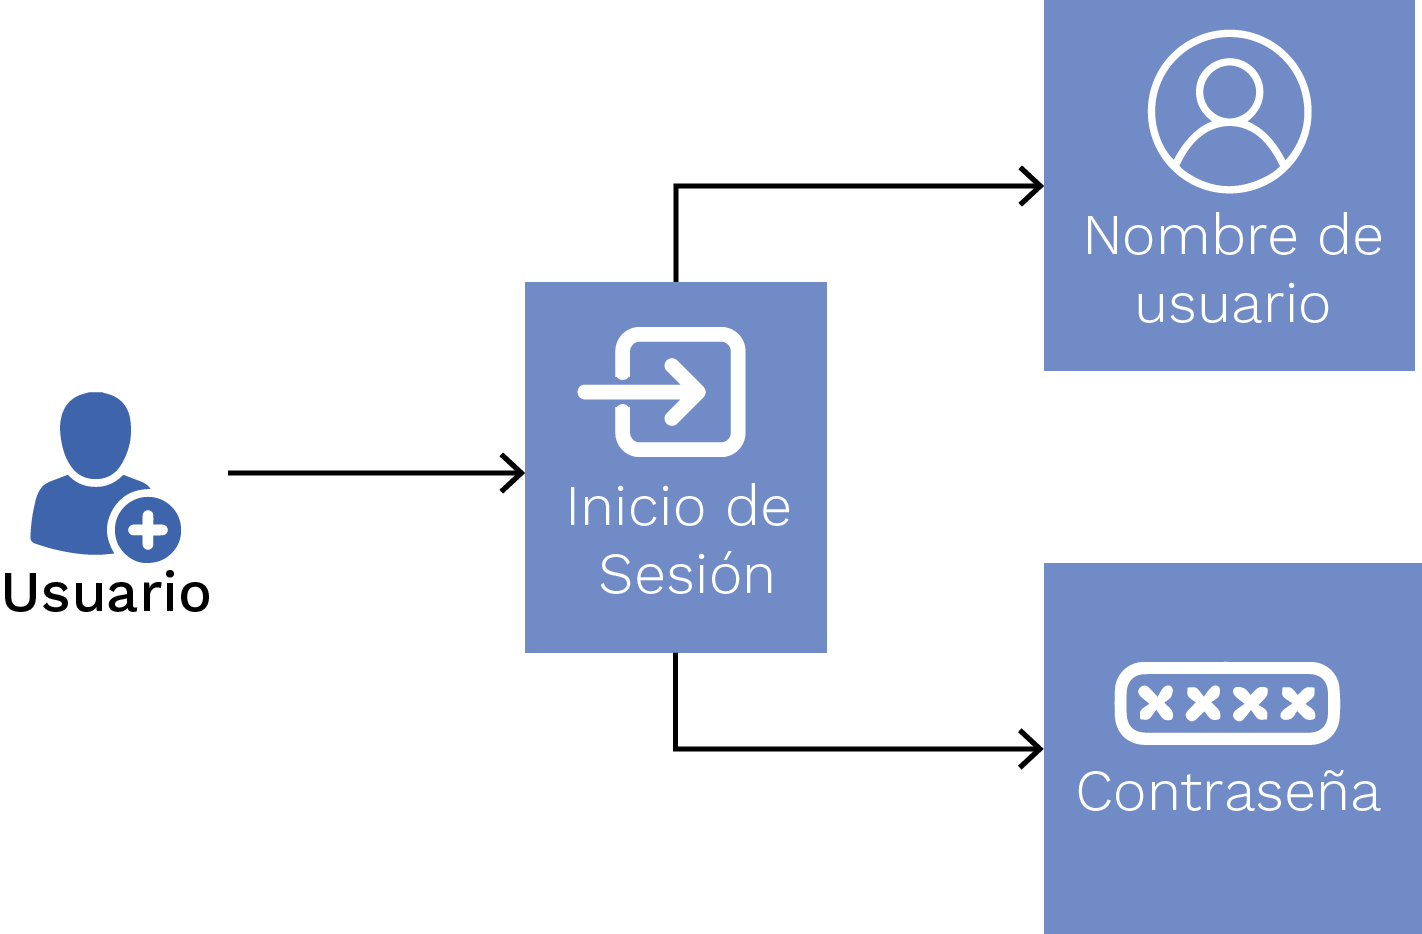 Nombre de
usuario
Inicio de
Sesión
Usuario
Contraseña